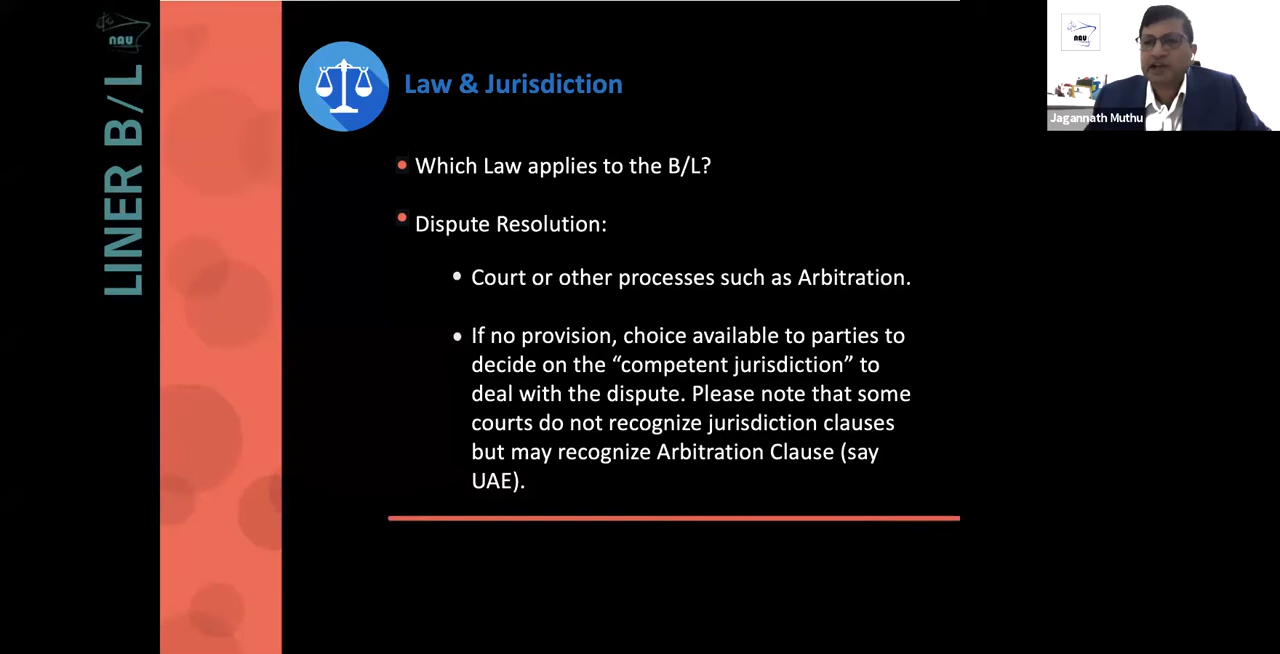 nau
LINER B/L
Law & Jurisdiction
Which Law applies to the B/L?
Dispute Resolution:
Court or other processes such as Arbitration.
If no provision, choice available to parties to
decide on the “competent jurisdiction” to
deal with the dispute. Please note that some
courts do not recognize jurisdiction clauses
but may recognize Arbitration Clause (say
UAE).
nau
Jagannath Muthu